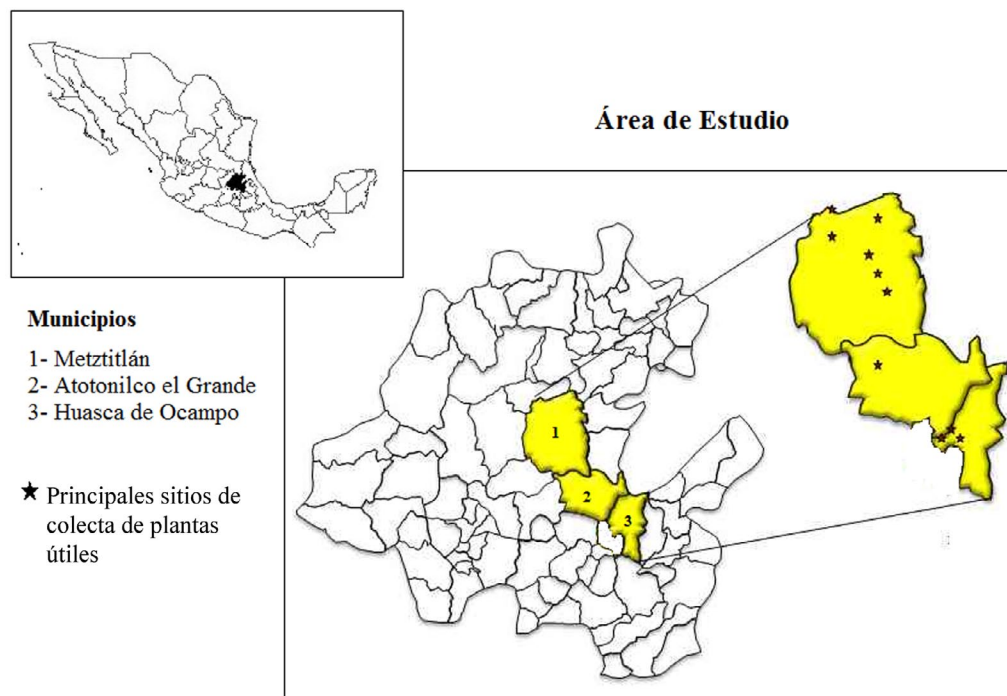 Área de Estudio
Municipios
1- Metztitlán
2- Atotonilco el Grande
3- Huasca de Ocampo
Principales sitios de
colecta de plantas
útiles
1
2
3